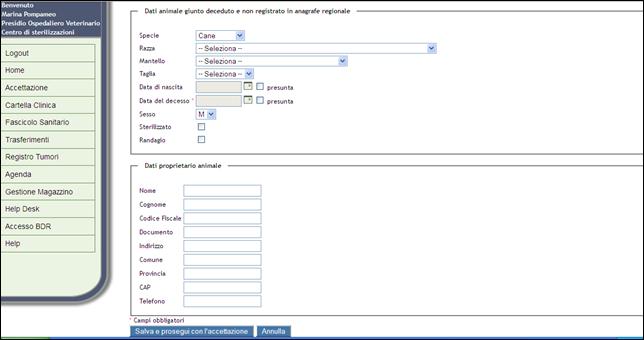 Benvenuto
Marina Pompameo
Presidio Ospedaliero Veterinario
Centro di sterilizzazioni
Logout
Home
Accettazione
Cartella Clinica
Fascicolo Sanitario
Trasferimenti
Registro Tumori
Agenda
Gestione Magazzino
Help Desk
Accesso BDR
Help
Dati animale giunto deceduto e non registrato in anagrafe regionale
Specie Cane
Razza -- Seleziona --
Mantello -- Seleziona --
Taglia -- Seleziona --
Data di nascita presunta
Data del decesso * presunta
Sesso M
Sterilizzato
Randagio
Dati proprietario animale
Nome
Cognome
Codice Fiscale
Documento
Indirizzo
Comune
Provincia
CAP
Telefono
* Campi obbligatori
Salva e prosegui con l'accettazione Annulla